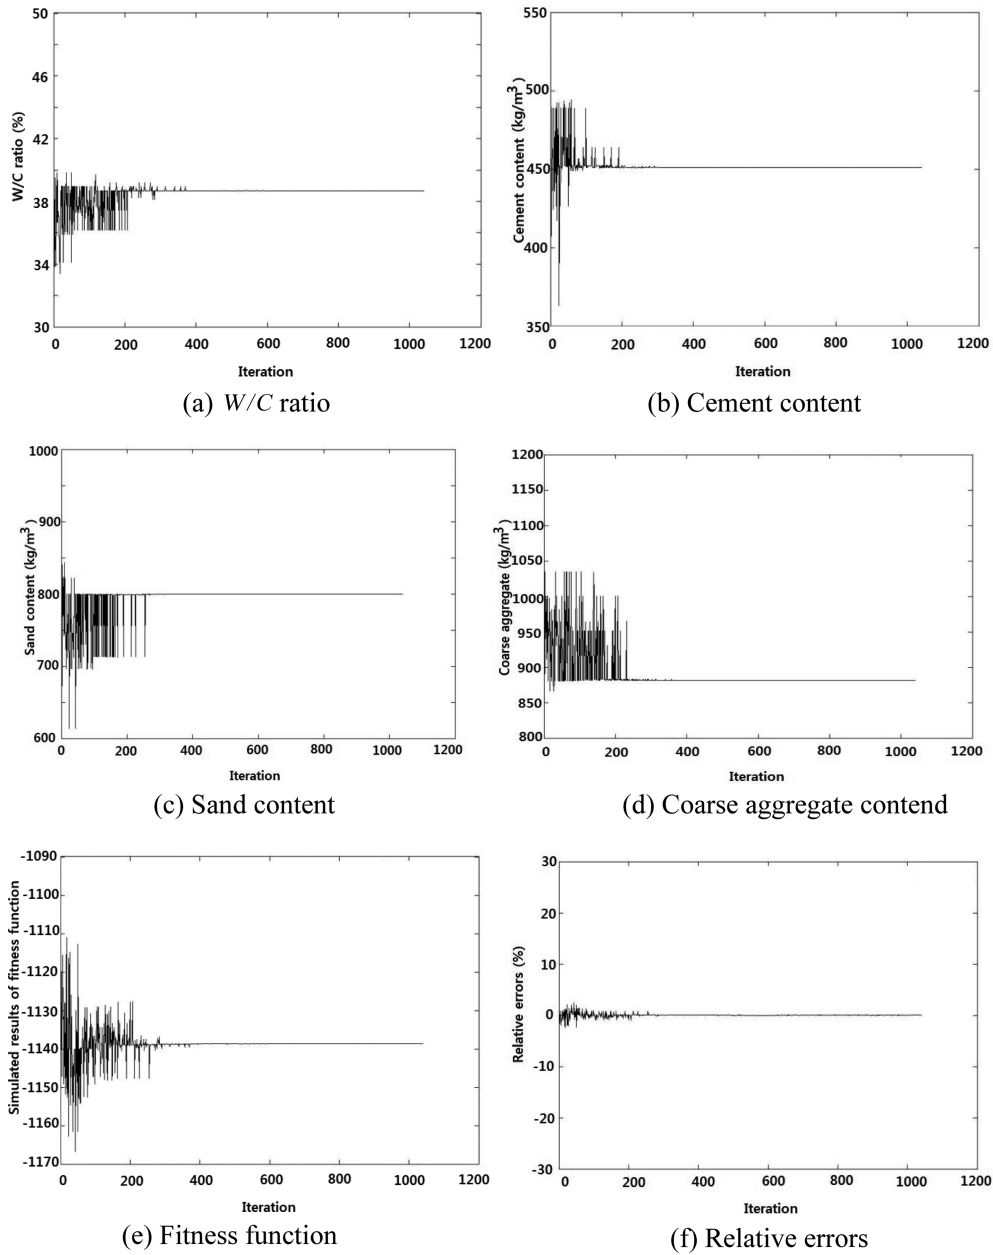 50
46
42
38
34
30
W/C ratio (%)
0 200 400 600 800 1000 1200
Iteration
(a) W/C ratio
550
500
450
400
350
Cement content (kg/m³)
0 200 400 600 800 1000 1200
Iteration
(b) Cement content
1000
900
800
700
600
Sand content (kg/m³)
0 200 400 600 800 1000 1200
Iteration
(c) Sand content
1200
1150
1100
1050
1000
950
900
850
800
Coarse aggregate (kg/m³)
0 200 400 600 800 1000 1200
Iteration
(d) Coarse aggregate contend
-1090
-1100
-1110
-1120
-1130
-1140
-1150
-1160
-1170
Simulated results of fitness function
0 200 400 600 800 1000 1200
Iteration
(e) Fitness function
30
20
10
0
-10
-20
-30
Relative errors (%)
0 200 400 600 800 1000 1200
Iteration
(f) Relative errors